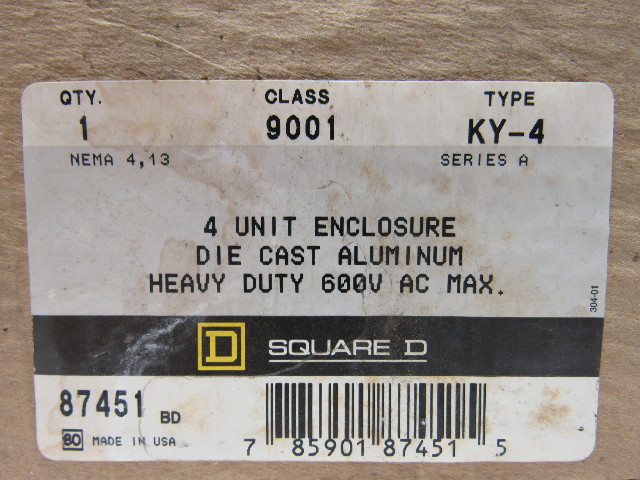 QTY. CLASS TYPE
1 9001 KY-4
NEMA 4,13 SERIES A
4 UNIT ENCLOSURE
DIE CAST ALUMINUM
HEAVY DUTY 600V AC MAX.
304-01
D SQUARE D
87451 BD
80 MADE IN USA
7 85901 87451 5